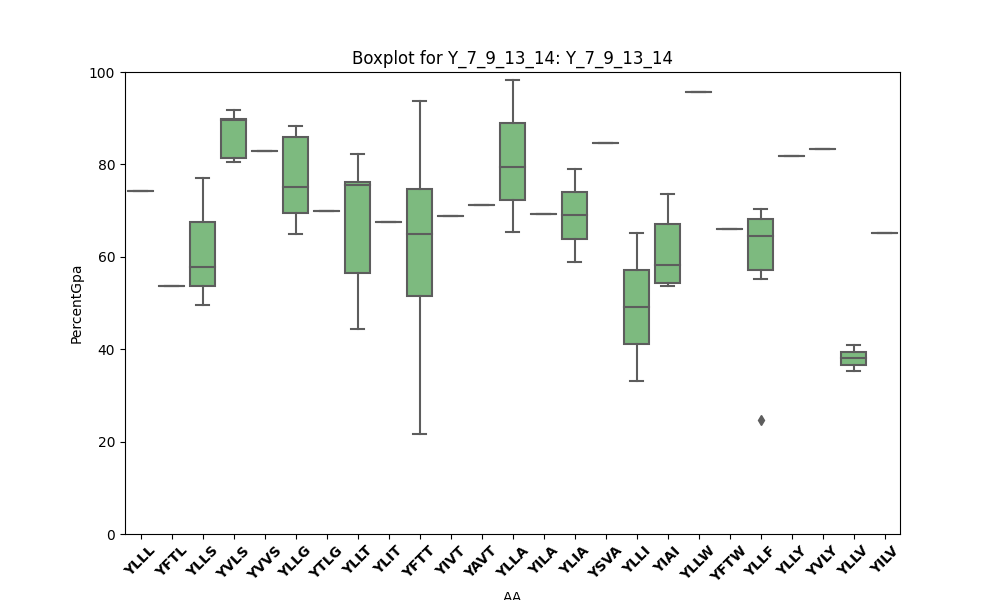 Boxplot for Y_7_9_13_14: Y_7_9_13_14
100
80
60
40
20
0
PercentGpa
YLLL YFTL YLLS YVLS YVVS YLLG YTLG YLLT YLIT YFTT YIVT YAVT YLLA YILA YLIA YSVA YLLI YIAI YLLW YFTW YLLF YLLY YVLY YLLV YILV
AA